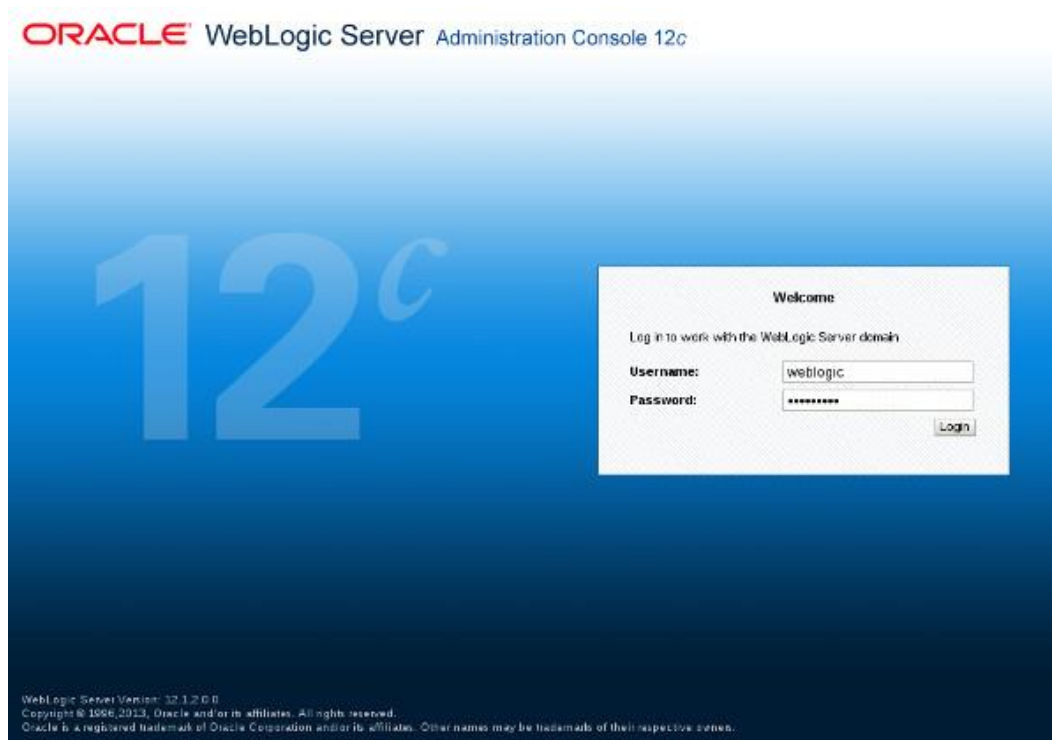 ORACLE WebLogic Server Administration Console 12c
12c
Welcome
Log in to work with the WebLogic Server domain
Username: weblogic
Password: •••••••••
Login
WebLogic Server Version: 12.1.2.0.0
Copyright © 1996,2013, Oracle and/or its affiliates. All rights reserved.
Oracle is a registered trademark of Oracle Corporation and/or its affiliates. Other names may be trademarks of their respective owners.